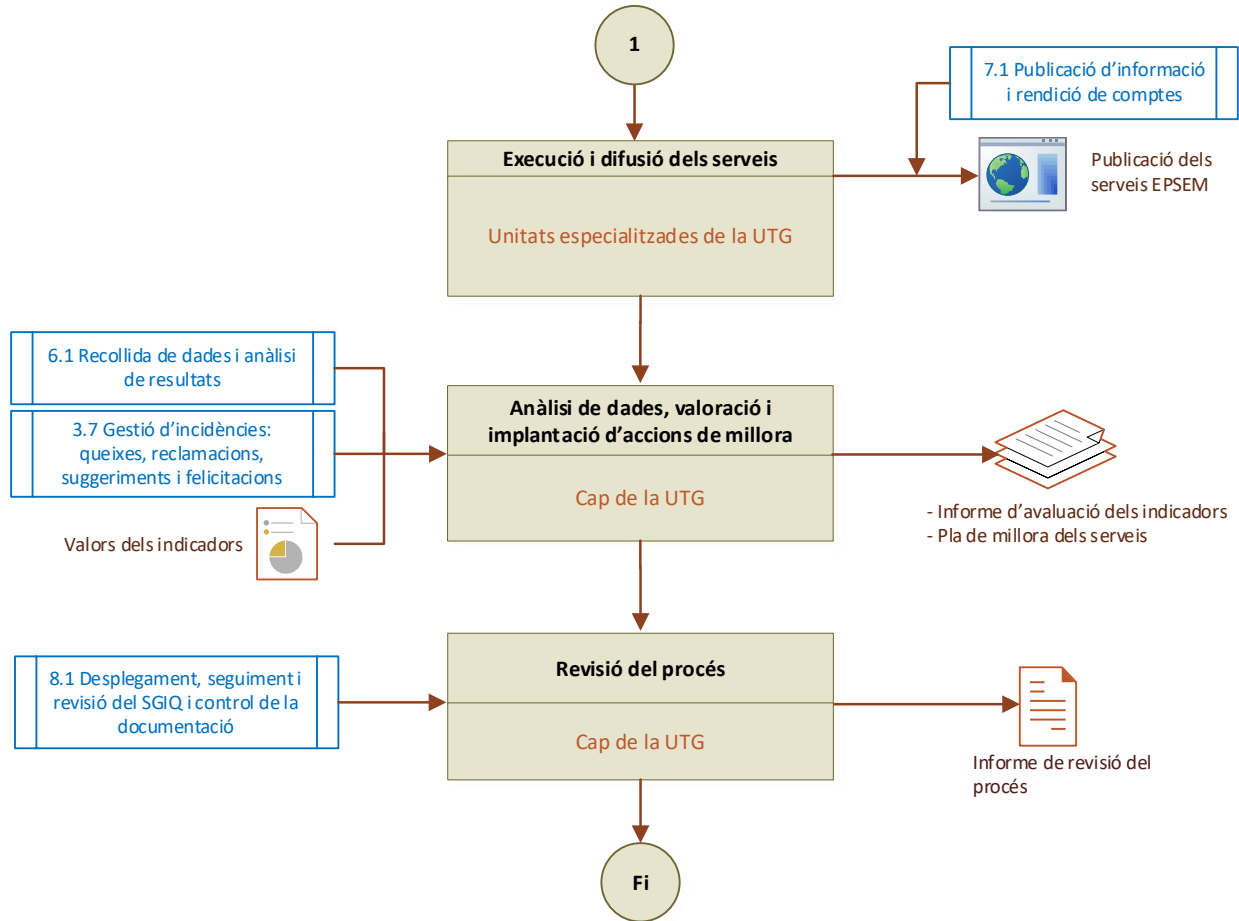 1
7.1 Publicació d’informació
i rendició de comptes
Execució i difusió dels serveis
Publicació dels
serveis EPSEM
Unitats especialitzades de la UTG
6.1 Recollida de dades i anàlisi
de resultats
3.7 Gestió d’incidències:
queixes, reclamacions,
suggeriments i felicitacions
Valors dels indicadors
Anàlisi de dades, valoració i
implantació d’accions de millora
Cap de la UTG
- Informe d’avaluació dels indicadors
- Pla de millora dels serveis
8.1 Desplegament, seguiment i
revisió del SGIQ i control de la
documentació
Revisió del procés
Cap de la UTG
Informe de revisió del
procés
Fi